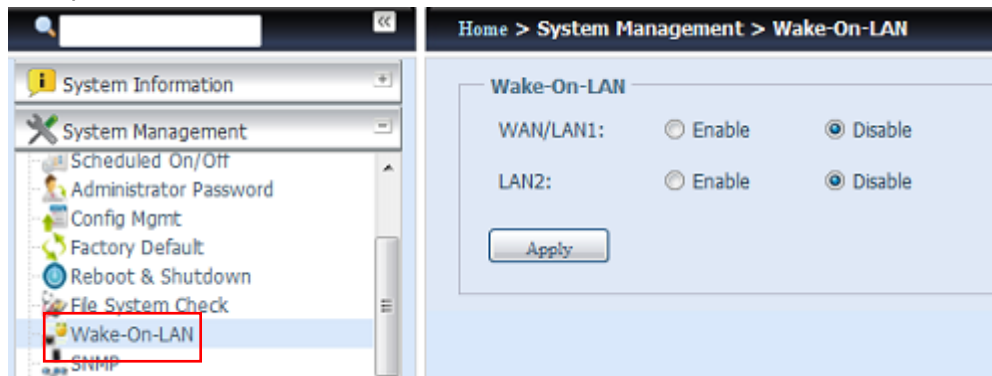 Home > System Management > Wake-On-LAN
System Information
System Management
Scheduled On/Off
Administrator Password
Config Mgmt
Factory Default
Reboot & Shutdown
File System Check
Wake-On-LAN
SNMP
Wake-On-LAN
WAN/LAN1: Enable Disable
LAN2: Enable Disable
Apply